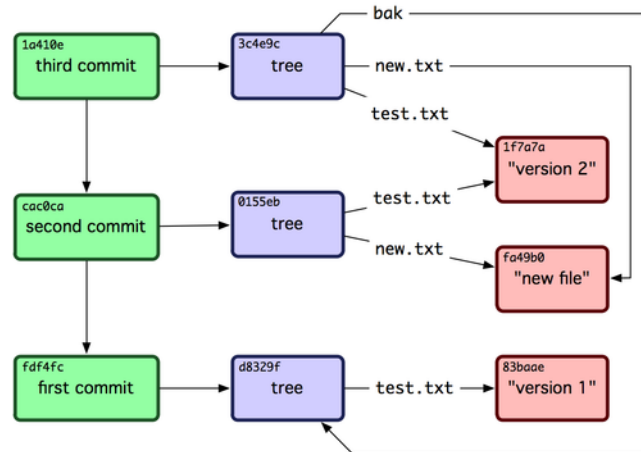 bak
1a410e
third commit
3c4e9c
tree
new.txt
test.txt
1f7a7a
"version 2"
cac0ca
second commit
0155eb
tree
test.txt
new.txt
fa49b0
"new file"
fdf4fc
first commit
d8329f
tree
test.txt
83baae
"version 1"